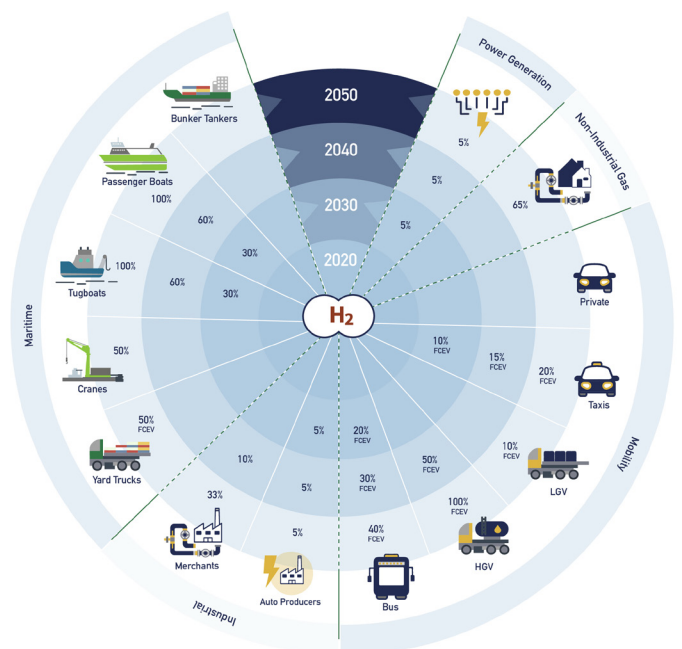 2050
2040
2030
2020
H2
Power Generation
5%
5%
5%
Non-Industrial Gas
65%
Mobility
Private
Taxis
10%
FCEV
15%
FCEV
20%
FCEV
LGV
10%
FCEV
HGV
50%
FCEV
100%
FCEV
Bus
20%
FCEV
30%
FCEV
40%
FCEV
Industrial
Auto Producers
5%
5%
5%
Merchants
10%
33%
Maritime
Yard Trucks
50%
FCEV
Cranes
50%
Tugboats
30%
60%
100%
Passenger Boats
30%
60%
100%
Bunker Tankers